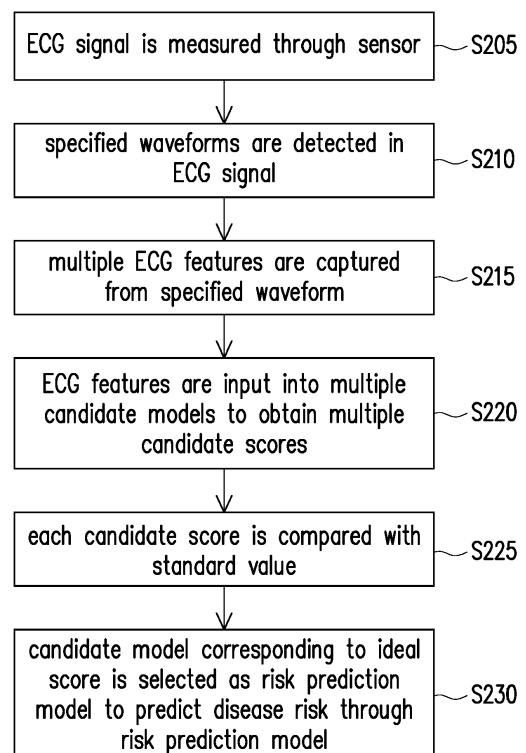 ECG signal is measured through sensor
S205
specified waveforms are detected in
ECG signal
S210
multiple ECG features are captured
from specified waveform
S215
ECG features are input into multiple
candidate models to obtain multiple
candidate scores
S220
each candidate score is compared with
standard value
S225
candidate model corresponding to ideal
score is selected as risk prediction
model to predict disease risk through
risk prediction model
S230